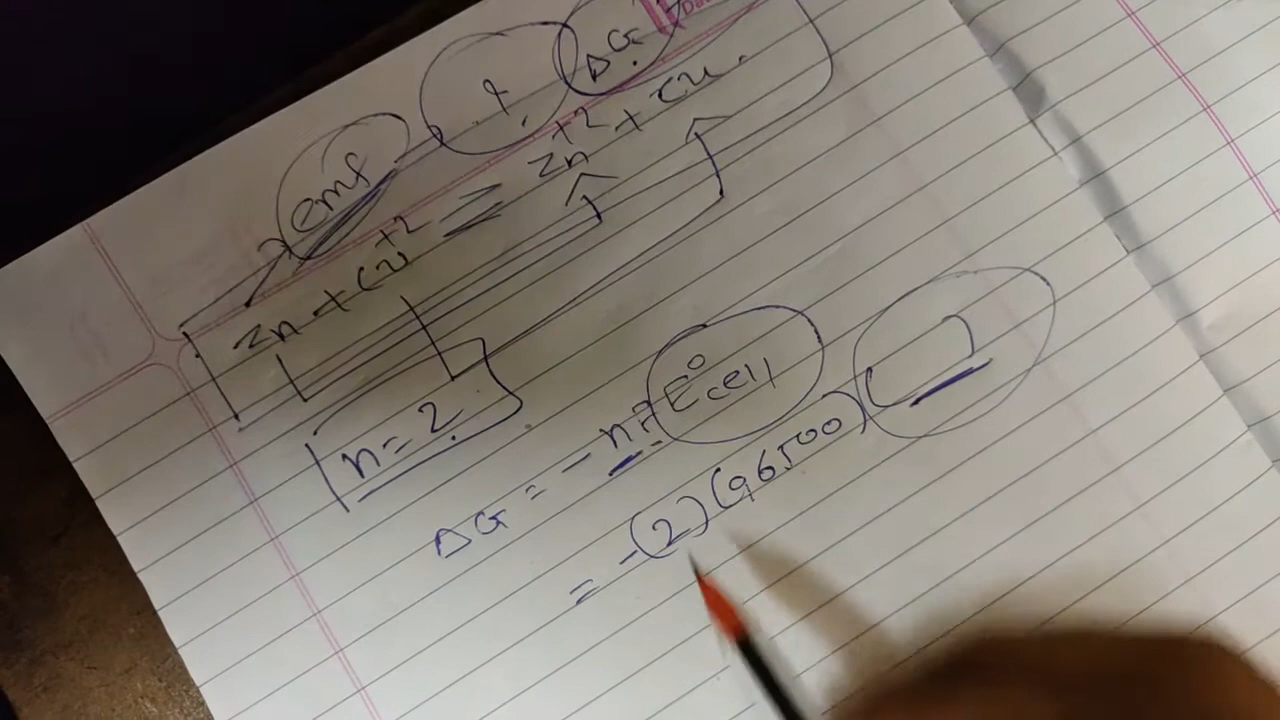 emf , ΔG
Zn + Cu+2 = Zn+2 + Cu.
n = 2
ΔG = -nFE°cell
= -(2)(96500)( )